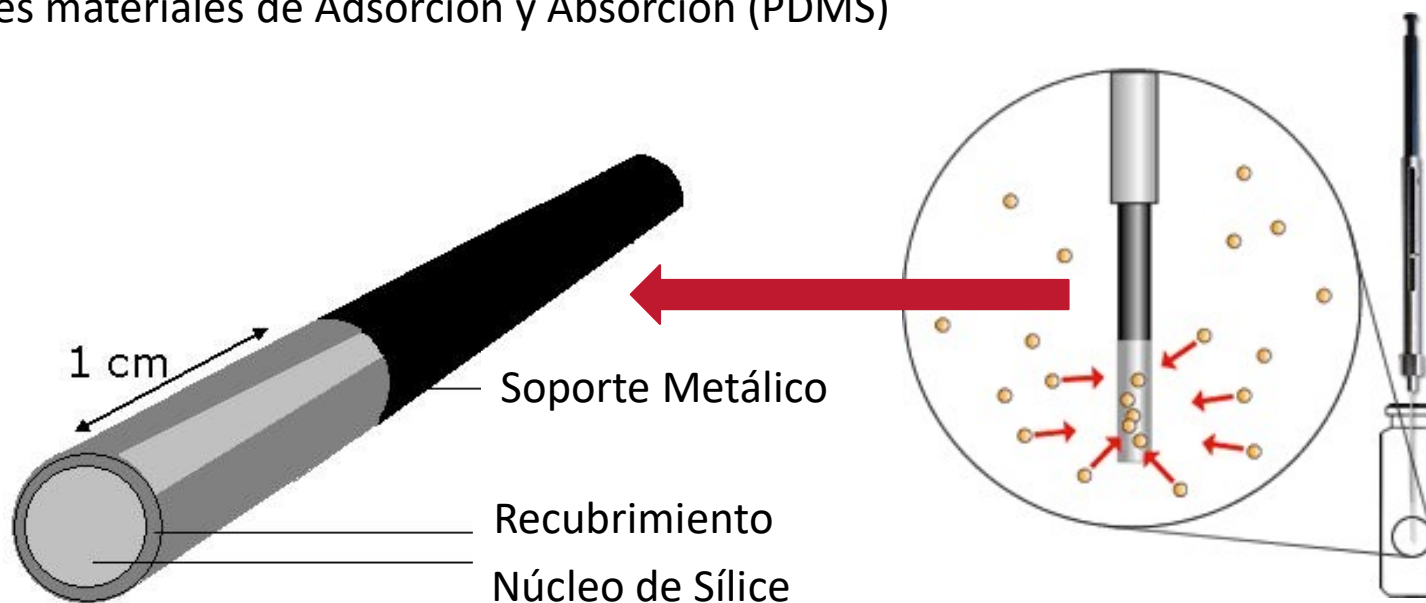 es materiales de Adsorción y Absorción (PDMS)
1 cm
Soporte Metálico
Recubrimiento
Núcleo de Sílice